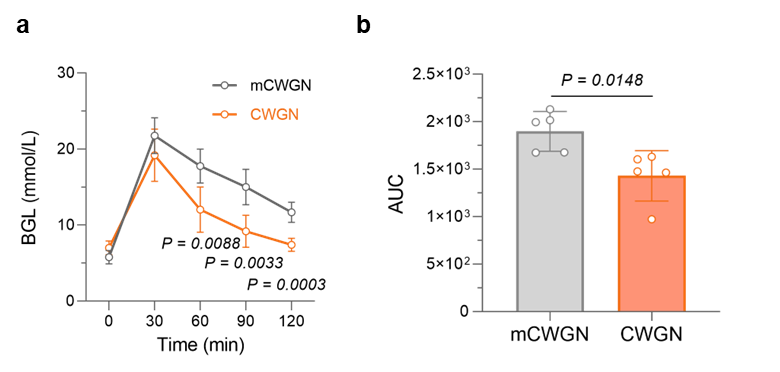 a
BGL (mmol/L)
30
20
10
0
mCWGN
CWGN
P = 0.0088
P = 0.0033
P = 0.0003
0 30 60 90 120
Time (min)
b
AUC
2.5×10³
2×10³
1.5×10³
1×10³
5×10²
0
P = 0.0148
mCWGN CWGN